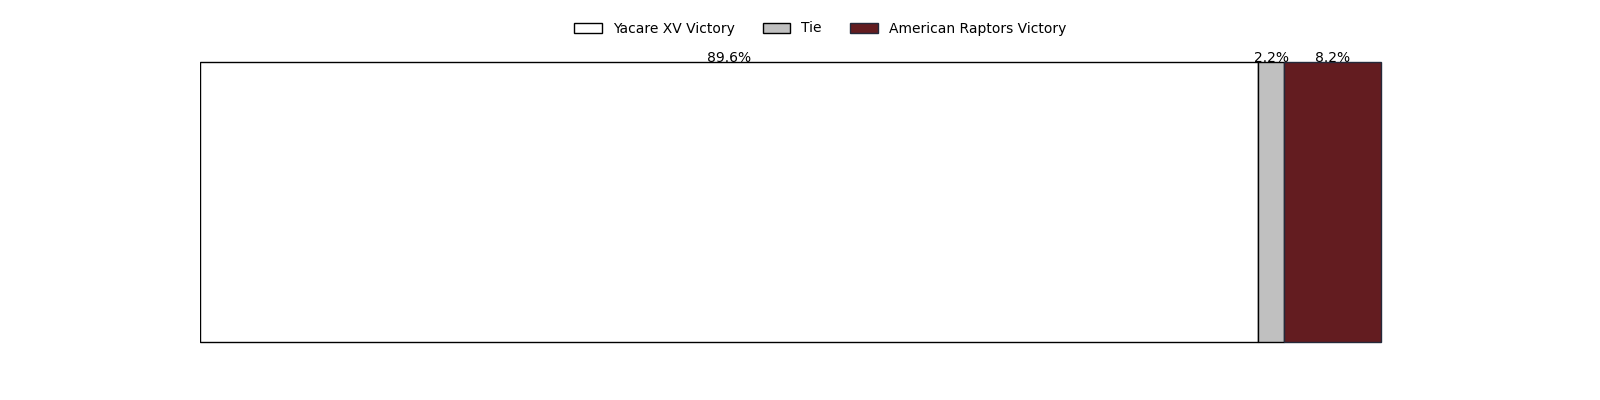 Yacare XV Victory Tie American Raptors Victory
89.6% 2.2% 8.2%